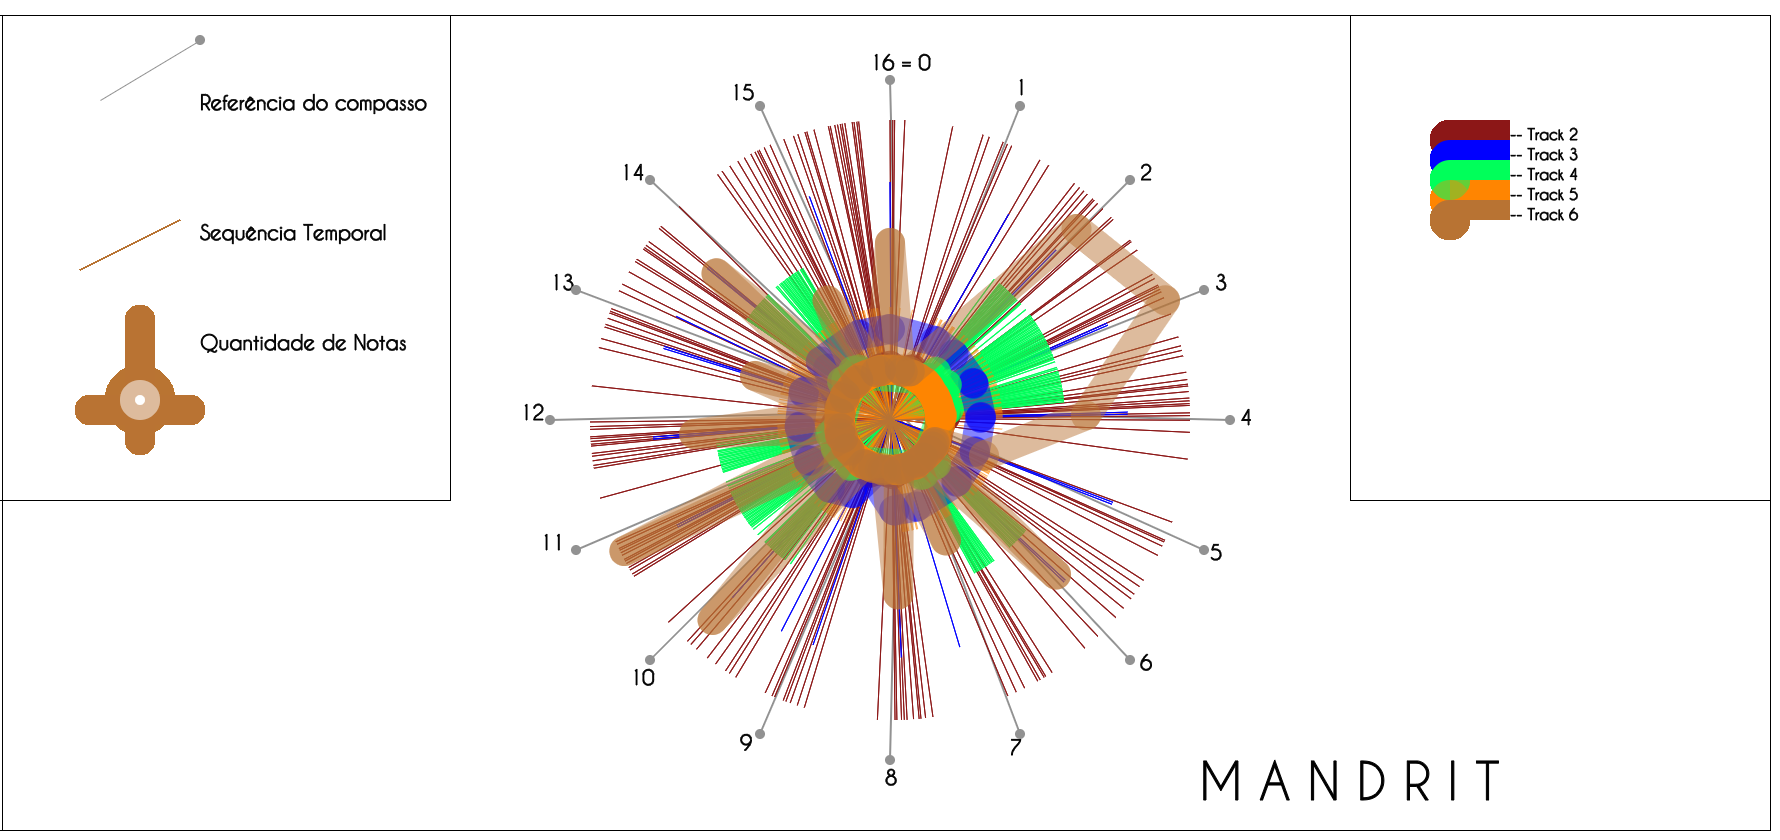 Referência do compasso
Sequência Temporal
Quantidade de Notas
16 = 0
1
2
3
4
5
6
7
8
9
10
11
12
13
14
15
-- Track 2
-- Track 3
-- Track 4
-- Track 5
-- Track 6
MANDRIT